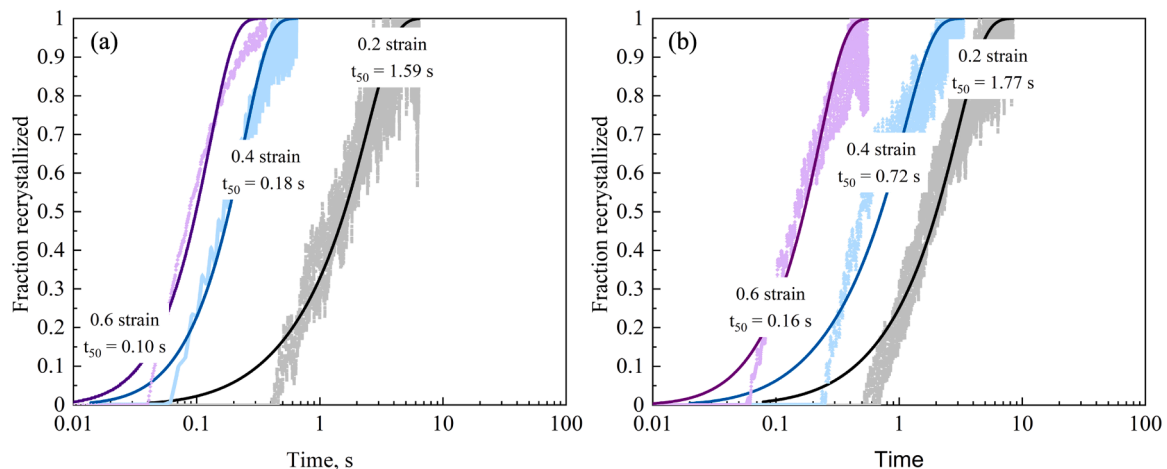 (a)
1
0.9
0.8
0.7
0.6
0.5
0.4
0.3
0.2
0.1
0
Fraction recrystallized
0.2 strain
t₅₀ = 1.59 s
0.4 strain
t₅₀ = 0.18 s
0.6 strain
t₅₀ = 0.10 s
0.01 0.1 1 10 100
Time, s
(b)
1
0.9
0.8
0.7
0.6
0.5
0.4
0.3
0.2
0.1
0
Fraction recrystallized
0.2 strain
t₅₀ = 1.77 s
0.4 strain
t₅₀ = 0.72 s
0.6 strain
t₅₀ = 0.16 s
0.01 0.1 1 10 100
Time